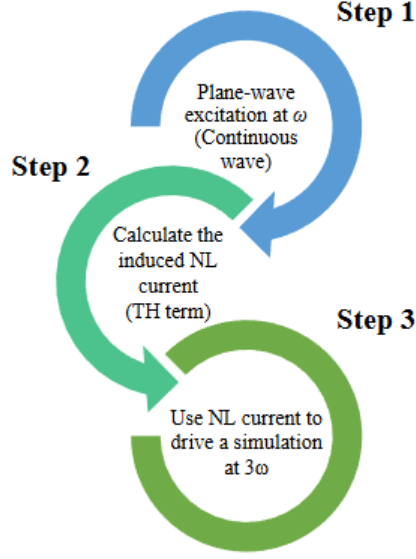 Step 1
Plane-wave
excitation at ω
(Continuous
wave)
Step 2
Calculate the
induced NL
current
(TH term)
Step 3
Use NL current to
drive a simulation
at 3ω